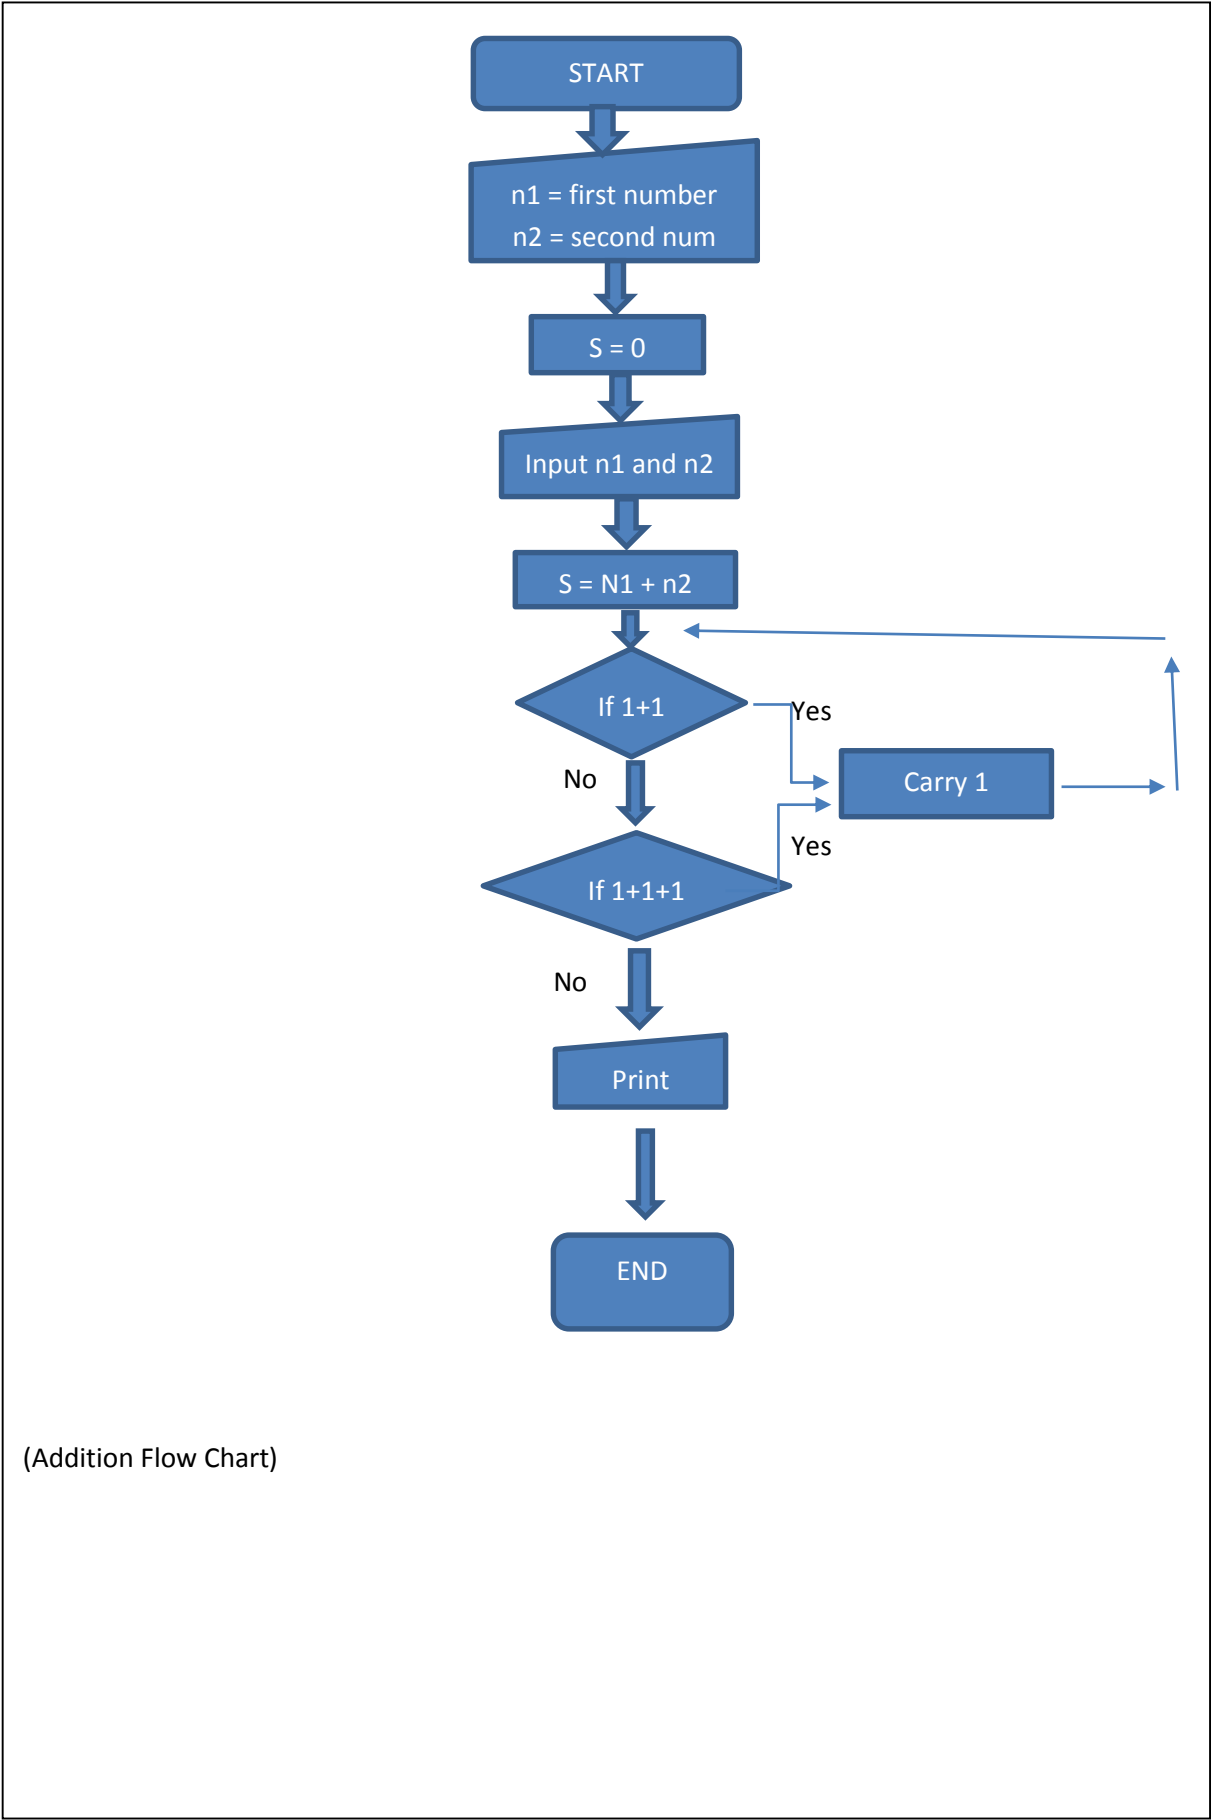 START
n1 = first number
n2 = second num
S = 0
Input n1 and n2
S = N1 + n2
If 1+1
Yes
No
Carry 1
Yes
If 1+1+1
No
Print
END
(Addition Flow Chart)